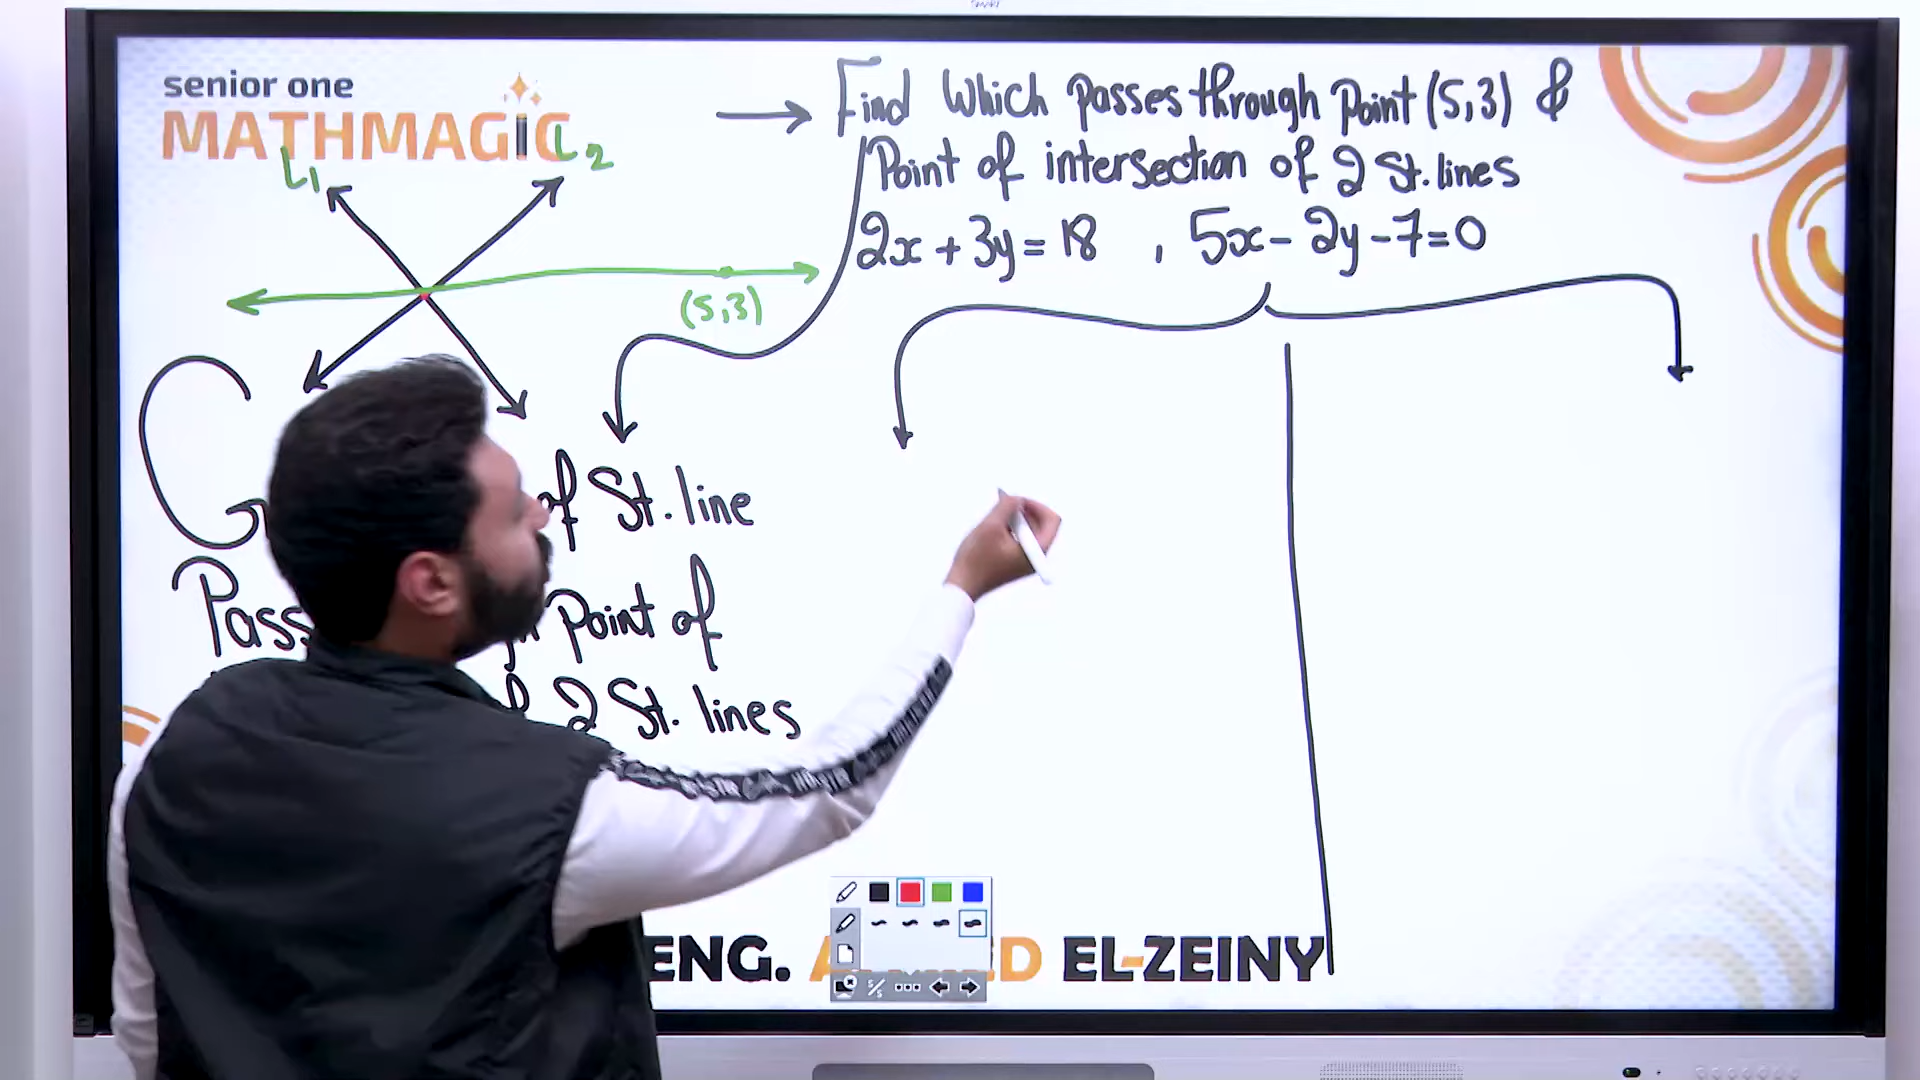 senior one
MATHMAGIC
L1
L2
(5,3)
→ Find Which passes through Point (5,3) &
Point of intersection of 2 St. lines
2x + 3y = 18 , 5x - 2y - 7 = 0
of St. line
Point of
2 St. lines
ENG. EL-ZEINY